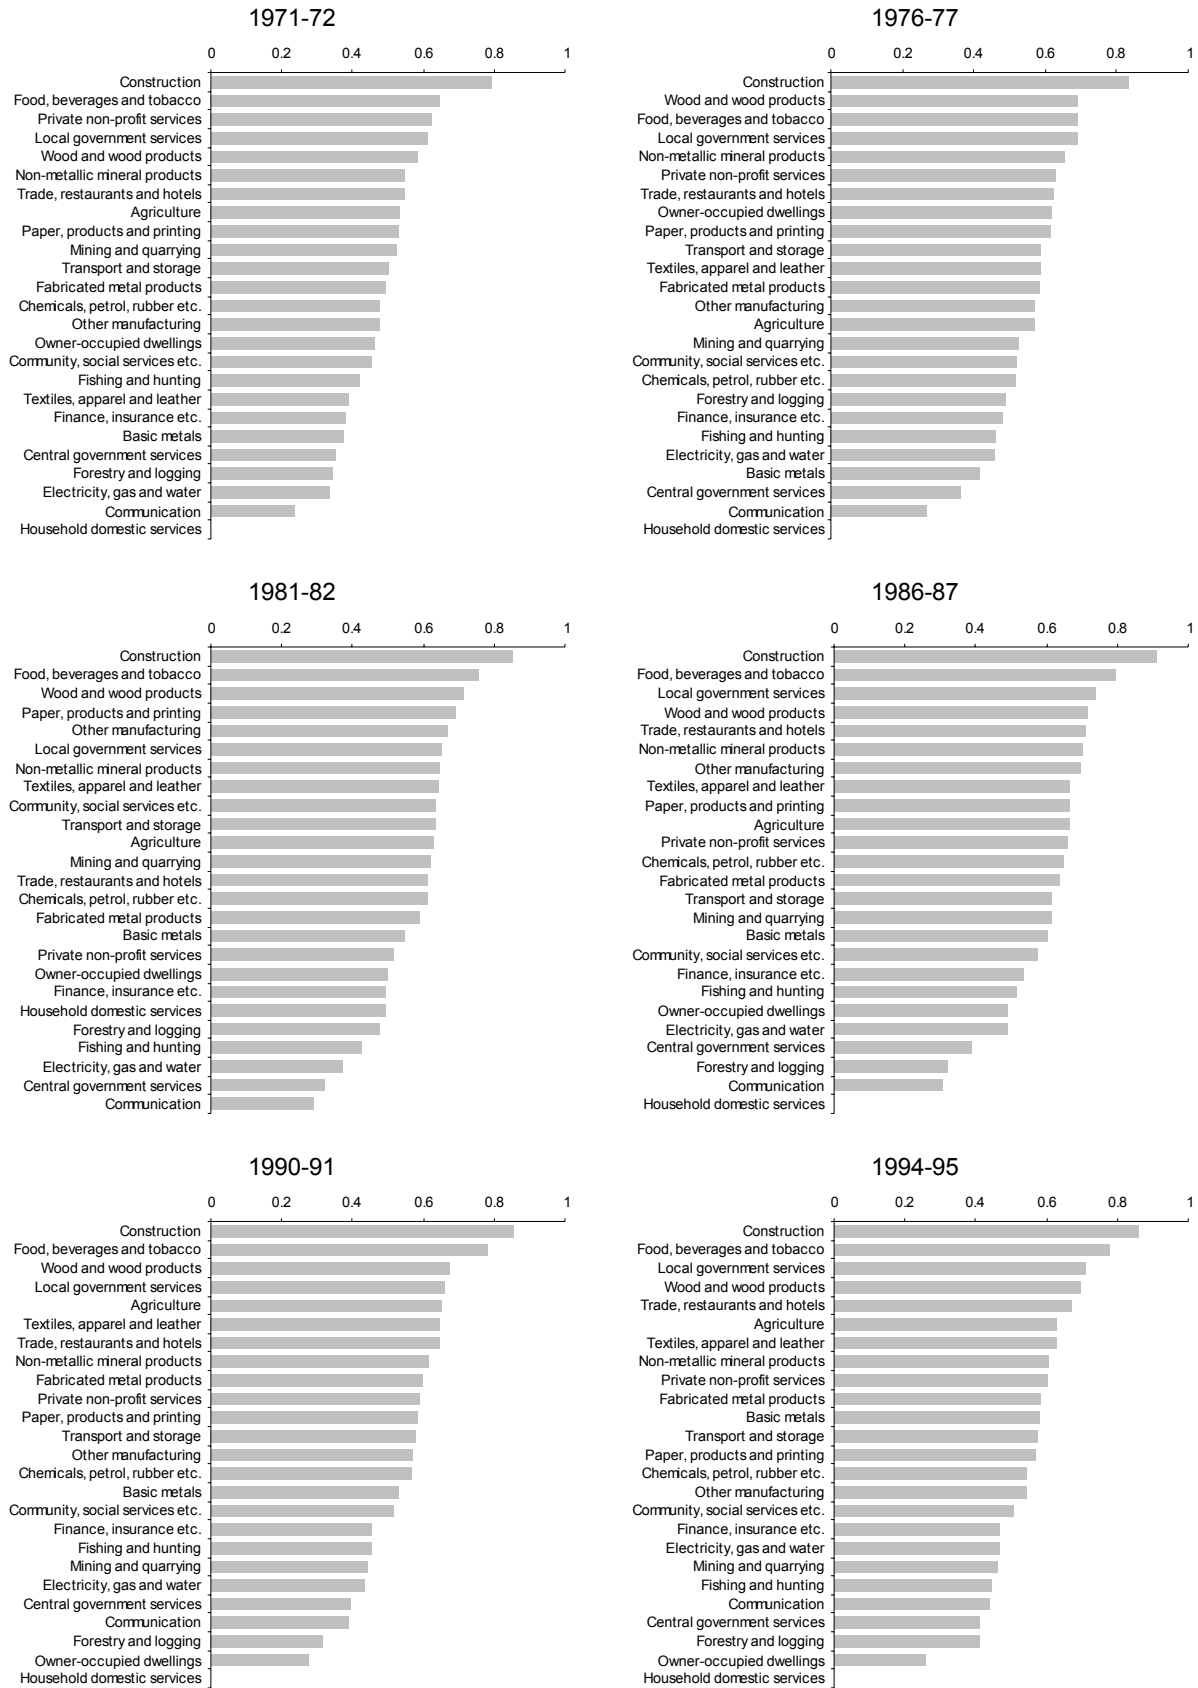 1971-72
0 0.2 0.4 0.6 0.8 1
Construction
Food, beverages and tobacco
Private non-profit services
Local government services
Wood and wood products
Non-metallic mineral products
Trade, restaurants and hotels
Agriculture
Paper, products and printing
Mining and quarrying
Transport and storage
Fabricated metal products
Chemicals, petrol, rubber etc.
Other manufacturing
Owner-occupied dwellings
Community, social services etc.
Fishing and hunting
Textiles, apparel and leather
Finance, insurance etc.
Basic metals
Central government services
Forestry and logging
Electricity, gas and water
Communication
Household domestic services
1976-77
0 0.2 0.4 0.6 0.8 1
Construction
Wood and wood products
Food, beverages and tobacco
Local government services
Non-metallic mineral products
Private non-profit services
Trade, restaurants and hotels
Owner-occupied dwellings
Paper, products and printing
Transport and storage
Textiles, apparel and leather
Fabricated metal products
Other manufacturing
Agriculture
Mining and quarrying
Community, social services etc.
Chemicals, petrol, rubber etc.
Forestry and logging
Finance, insurance etc.
Fishing and hunting
Electricity, gas and water
Basic metals
Central government services
Communication
Household domestic services
1981-82
0 0.2 0.4 0.6 0.8 1
Construction
Food, beverages and tobacco
Wood and wood products
Paper, products and printing
Other manufacturing
Local government services
Non-metallic mineral products
Textiles, apparel and leather
Community, social services etc.
Transport and storage
Agriculture
Mining and quarrying
Trade, restaurants and hotels
Chemicals, petrol, rubber etc.
Fabricated metal products
Basic metals
Private non-profit services
Owner-occupied dwellings
Finance, insurance etc.
Household domestic services
Forestry and logging
Fishing and hunting
Electricity, gas and water
Central government services
Communication
1986-87
0 0.2 0.4 0.6 0.8 1
Construction
Food, beverages and tobacco
Local government services
Wood and wood products
Trade, restaurants and hotels
Non-metallic mineral products
Other manufacturing
Textiles, apparel and leather
Paper, products and printing
Agriculture
Private non-profit services
Chemicals, petrol, rubber etc.
Fabricated metal products
Transport and storage
Mining and quarrying
Basic metals
Community, social services etc.
Finance, insurance etc.
Fishing and hunting
Owner-occupied dwellings
Electricity, gas and water
Central government services
Forestry and logging
Communication
Household domestic services
1990-91
0 0.2 0.4 0.6 0.8 1
Construction
Food, beverages and tobacco
Wood and wood products
Local government services
Agriculture
Textiles, apparel and leather
Trade, restaurants and hotels
Non-metallic mineral products
Fabricated metal products
Private non-profit services
Paper, products and printing
Transport and storage
Other manufacturing
Chemicals, petrol, rubber etc.
Basic metals
Community, social services etc.
Finance, insurance etc.
Fishing and hunting
Mining and quarrying
Electricity, gas and water
Central government services
Communication
Forestry and logging
Owner-occupied dwellings
Household domestic services
1994-95
0 0.2 0.4 0.6 0.8 1
Construction
Food, beverages and tobacco
Local government services
Wood and wood products
Trade, restaurants and hotels
Agriculture
Textiles, apparel and leather
Non-metallic mineral products
Private non-profit services
Fabricated metal products
Basic metals
Transport and storage
Paper, products and printing
Chemicals, petrol, rubber etc.
Other manufacturing
Community, social services etc.
Finance, insurance etc.
Electricity, gas and water
Mining and quarrying
Fishing and hunting
Communication
Central government services
Forestry and logging
Owner-occupied dwellings
Household domestic services